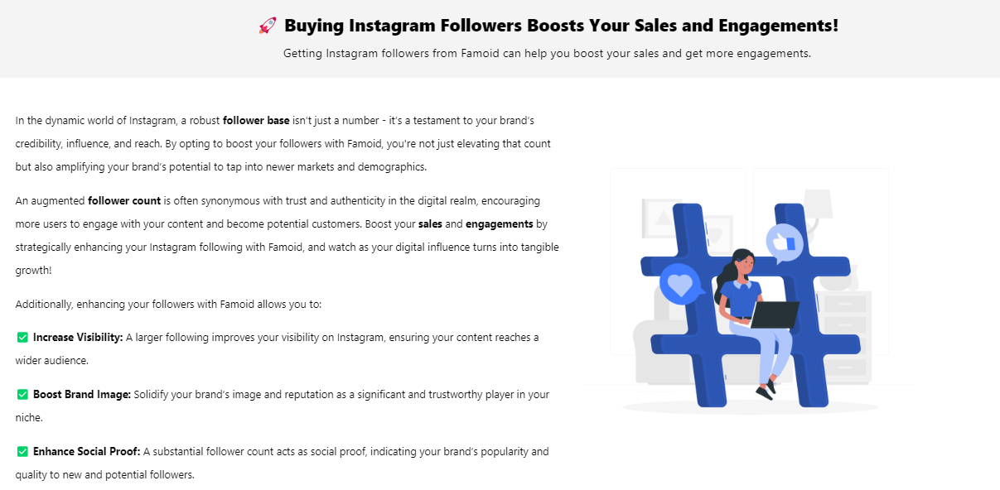 🚀 Buying Instagram Followers Boosts Your Sales and Engagements!
Getting Instagram followers from Famoid can help you boost your sales and get more engagements.
In the dynamic world of Instagram, a robust follower base isn't just a number - it's a testament to your brand's
credibility, influence, and reach. By opting to boost your followers with Famoid, you're not just elevating that count
but also amplifying your brand's potential to tap into newer markets and demographics.
An augmented follower count is often synonymous with trust and authenticity in the digital realm, encouraging
more users to engage with your content and become potential customers. Boost your sales and engagements by
strategically enhancing your Instagram following with Famoid, and watch as your digital influence turns into tangible
growth!
Additionally, enhancing your followers with Famoid allows you to:
✅ Increase Visibility: A larger following improves your visibility on Instagram, ensuring your content reaches a
wider audience.
✅ Boost Brand Image: Solidify your brand's image and reputation as a significant and trustworthy player in your
niche.
✅ Enhance Social Proof: A substantial follower count acts as social proof, indicating your brand's popularity and
quality to new and potential followers.